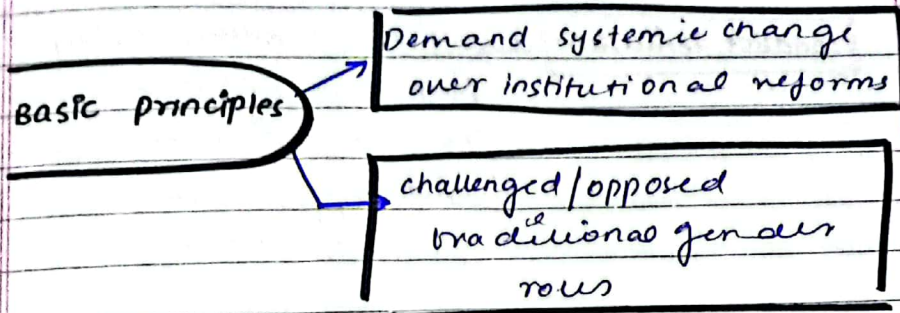 Basic principles
Demand systemic change
over institutional reforms
challenged/opposed
traditional gender
roles